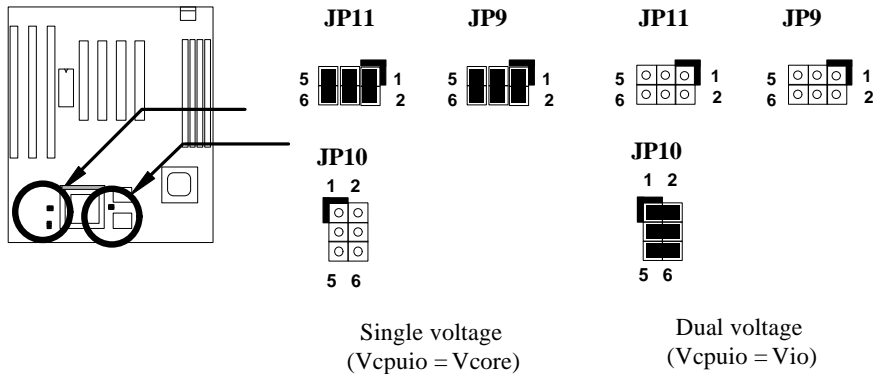 JP11 JP9 JP11 JP9
5 1 5 1 5 1 5 1
6 2 6 2 6 2 6 2
JP10 JP10
1 2 1 2
5 6 5 6
Single voltage Dual voltage
(Vcpuio = Vcore) (Vcpuio = Vio)